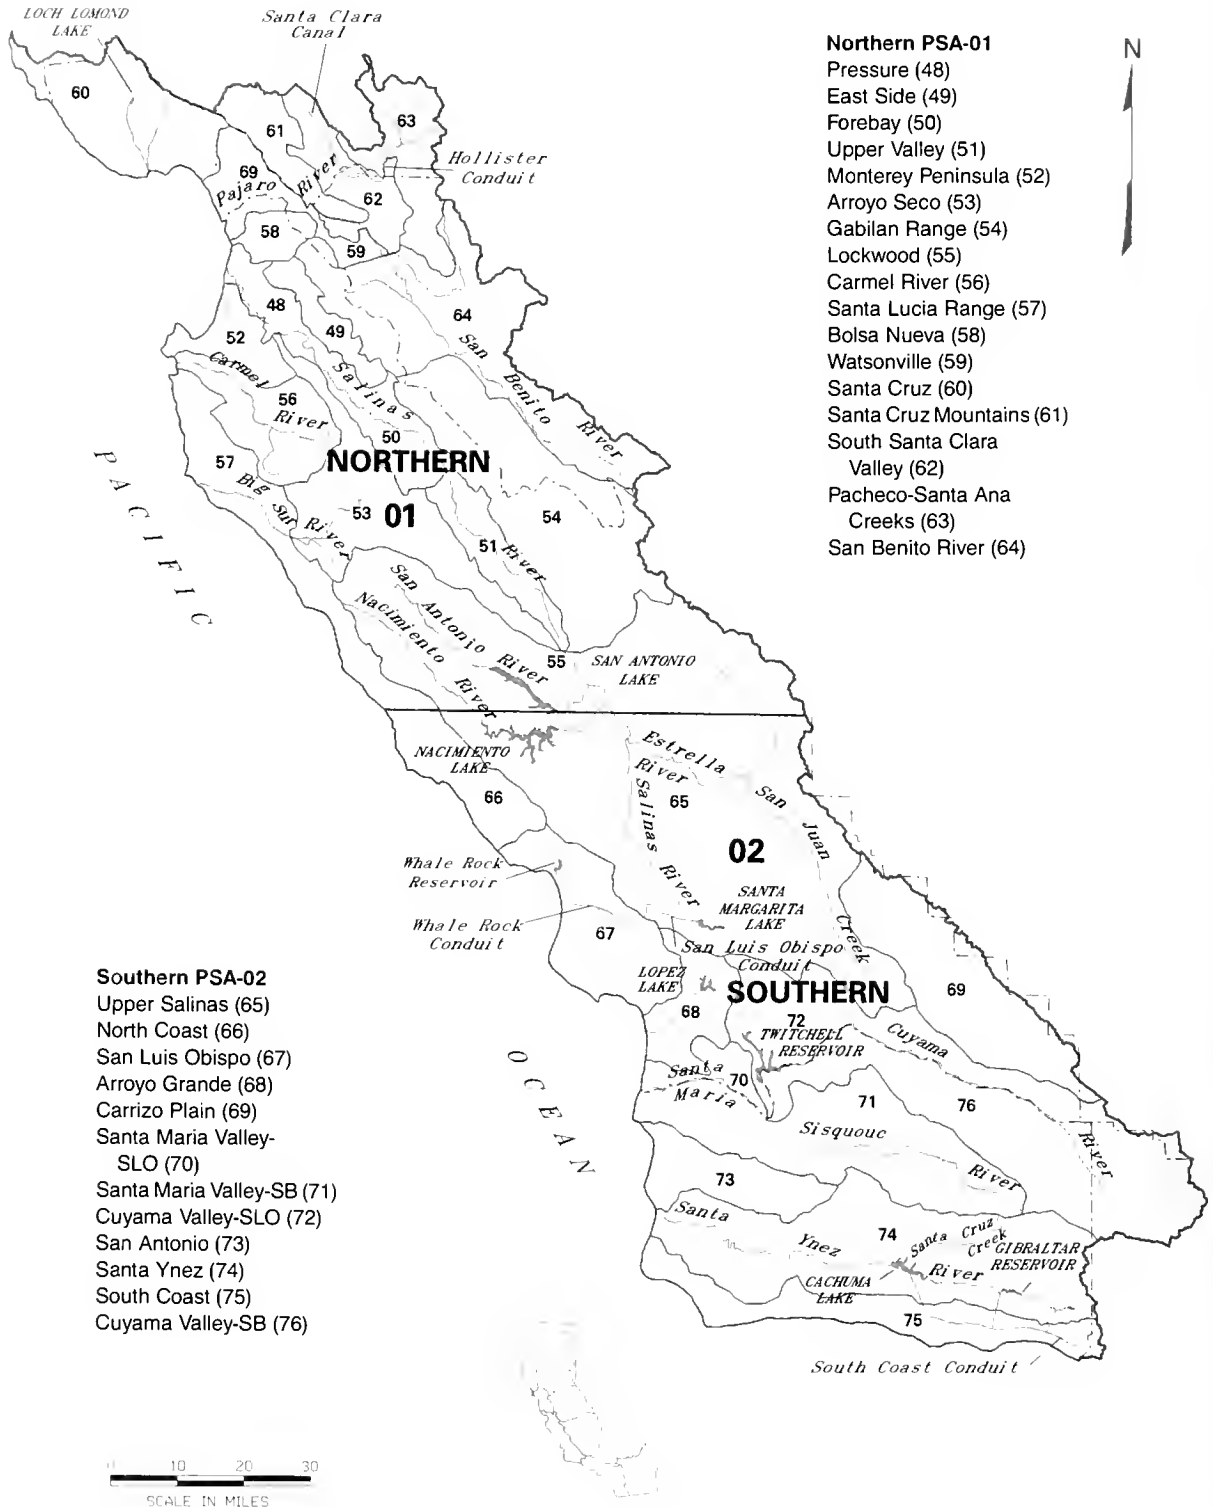 LOCH LOMOND
LAKE
Santa Clara
Canal
60
61
63
69
Pajaro
River
Hollister
Conduit
62
58
59
48
49
64
52
Carmel
River
56
Salinas
River
50
San
Benito
River
NORTHERN
01
57
Big
Sur
River
53
54
51
San Antonio
River
Nacimiento
River
55
SAN ANTONIO
LAKE
PACIFIC
OCEAN
Northern PSA-01
Pressure (48)
East Side (49)
Forebay (50)
Upper Valley (51)
Monterey Peninsula (52)
Arroyo Seco (53)
Gabilan Range (54)
Lockwood (55)
Carmel River (56)
Santa Lucia Range (57)
Bolsa Nueva (58)
Watsonville (59)
Santa Cruz (60)
Santa Cruz Mountains (61)
South Santa Clara
Valley (62)
Pacheco-Santa Ana
Creeks (63)
San Benito River (64)
N
NACIMIENTO
LAKE
66
Estrella
River
Salinas
River
65
San
Juan
Creek
02
Whale Rock
Reservoir
Whale Rock
Conduit
67
SANTA
MARGARITA
LAKE
San Luis Obispo
Conduit
LOPEZ
LAKE
SOUTHERN
69
68
72
TWITCHELL
RESERVOIR
Cuyama
River
Santa
Maria
70
71
76
Sisquouc
River
73
Santa
Ynez
River
74
Santa Cruz
Creek
GIBRALTAR
RESERVOIR
CACHUMA
LAKE
75
South Coast Conduit
Southern PSA-02
Upper Salinas (65)
North Coast (66)
San Luis Obispo (67)
Arroyo Grande (68)
Carrizo Plain (69)
Santa Maria Valley-
SLO (70)
Santa Maria Valley-SB (71)
Cuyama Valley-SLO (72)
San Antonio (73)
Santa Ynez (74)
South Coast (75)
Cuyama Valley-SB (76)
0 10 20 30
SCALE IN MILES